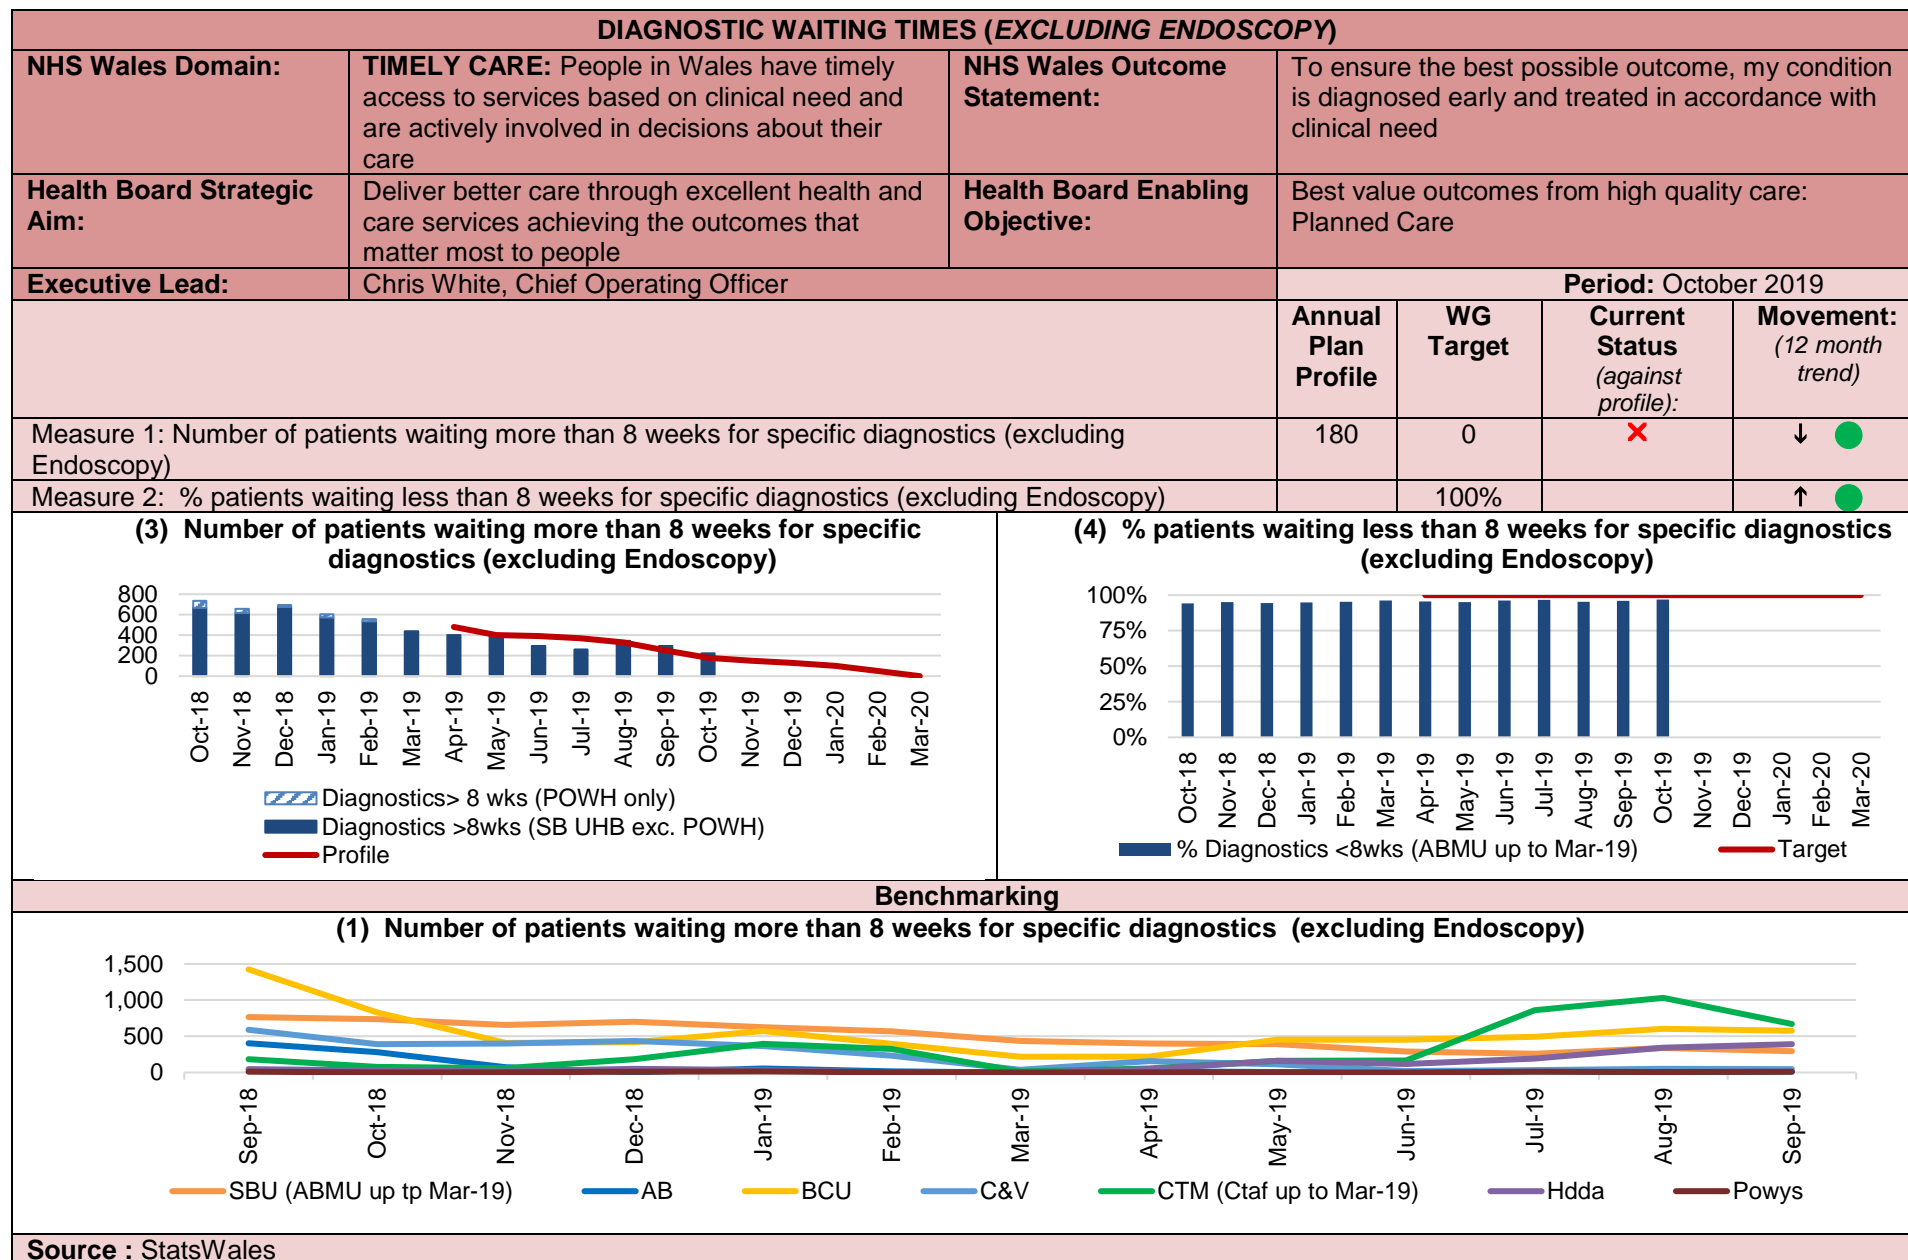 DIAGNOSTIC WAITING TIMES (EXCLUDING ENDOSCOPY)
NHS Wales Domain:
TIMELY CARE: People in Wales have timely
access to services based on clinical need and
are actively involved in decisions about their
care
NHS Wales Outcome
Statement:
To ensure the best possible outcome, my condition
is diagnosed early and treated in accordance with
clinical need
Health Board Strategic
Aim:
Deliver better care through excellent health and
care services achieving the outcomes that
matter most to people
Health Board Enabling
Objective:
Best value outcomes from high quality care:
Planned Care
Executive Lead:
Chris White, Chief Operating Officer
Period: October 2019
Annual
Plan
Profile
WG
Target
Current
Status
(against
profile):
Movement:
(12 month
trend)
Measure 1: Number of patients waiting more than 8 weeks for specific diagnostics (excluding
Endoscopy)
180
0
✕
↓
Measure 2: % patients waiting less than 8 weeks for specific diagnostics (excluding Endoscopy)
100%
↑
(3) Number of patients waiting more than 8 weeks for specific
diagnostics (excluding Endoscopy)
800
600
400
200
0
Oct-18
Nov-18
Dec-18
Jan-19
Feb-19
Mar-19
Apr-19
May-19
Jun-19
Jul-19
Aug-19
Sep-19
Oct-19
Nov-19
Dec-19
Jan-20
Feb-20
Mar-20
Diagnostics> 8 wks (POWH only)
Diagnostics >8wks (SB UHB exc. POWH)
Profile
(4) % patients waiting less than 8 weeks for specific diagnostics
(excluding Endoscopy)
100%
75%
50%
25%
0%
Oct-18
Nov-18
Dec-18
Jan-19
Feb-19
Mar-19
Apr-19
May-19
Jun-19
Jul-19
Aug-19
Sep-19
Oct-19
Nov-19
Dec-19
Jan-20
Feb-20
Mar-20
% Diagnostics <8wks (ABMU up to Mar-19)
Target
Benchmarking
(1) Number of patients waiting more than 8 weeks for specific diagnostics (excluding Endoscopy)
1,500
1,000
500
0
Sep-18
Oct-18
Nov-18
Dec-18
Jan-19
Feb-19
Mar-19
Apr-19
May-19
Jun-19
Jul-19
Aug-19
Sep-19
SBU (ABMU up tp Mar-19)
AB
BCU
C&V
CTM (Ctaf up to Mar-19)
Hdda
Powys
Source : StatsWales